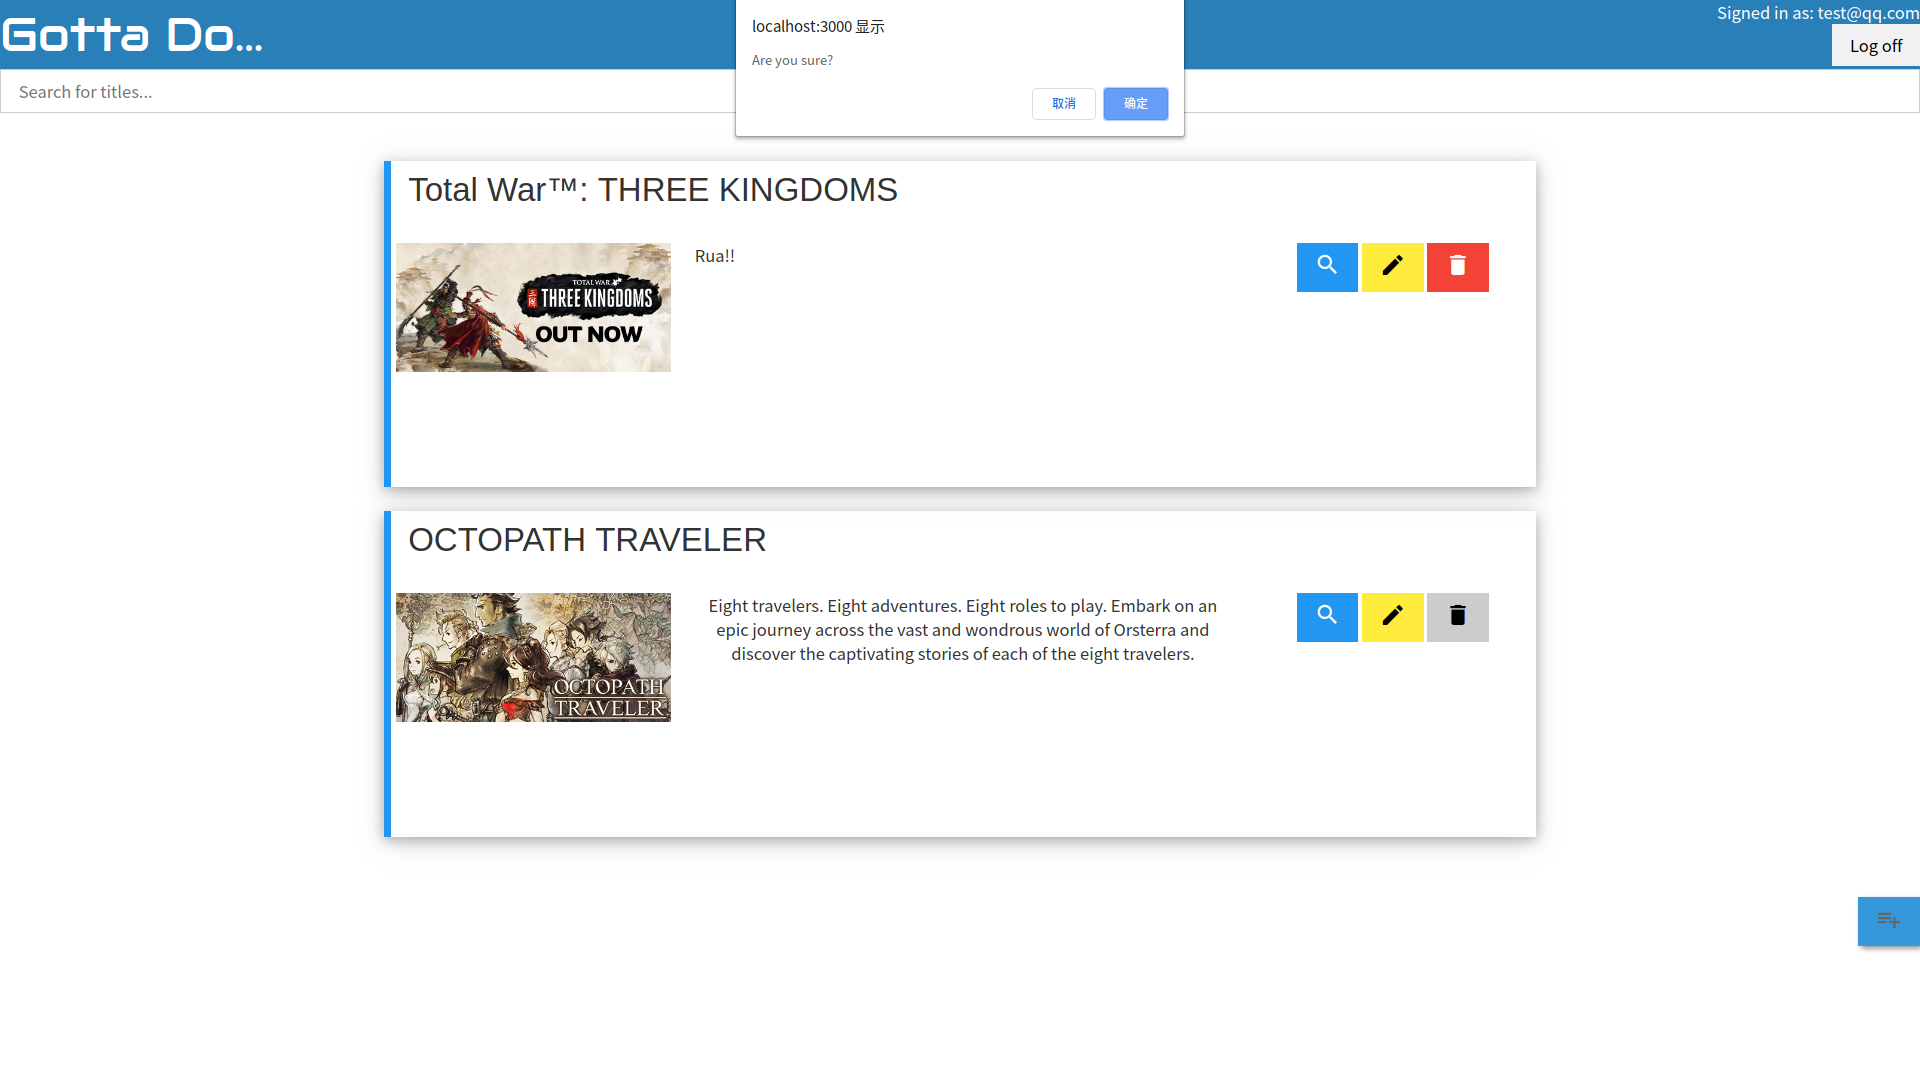 Gotta Do...
Signed in as: test@qq.com
Log off
localhost:3000 显示
Are you sure?
取消
确定
Search for titles...
Total War™: THREE KINGDOMS
TOTAL WAR
三國
THREE KINGDOMS
OUT NOW
Rua!!
OCTOPATH TRAVELER
OCTOPATH
TRAVELER
Eight travelers. Eight adventures. Eight roles to play. Embark on an
epic journey across the vast and wondrous world of Orsterra and
discover the captivating stories of each of the eight travelers.